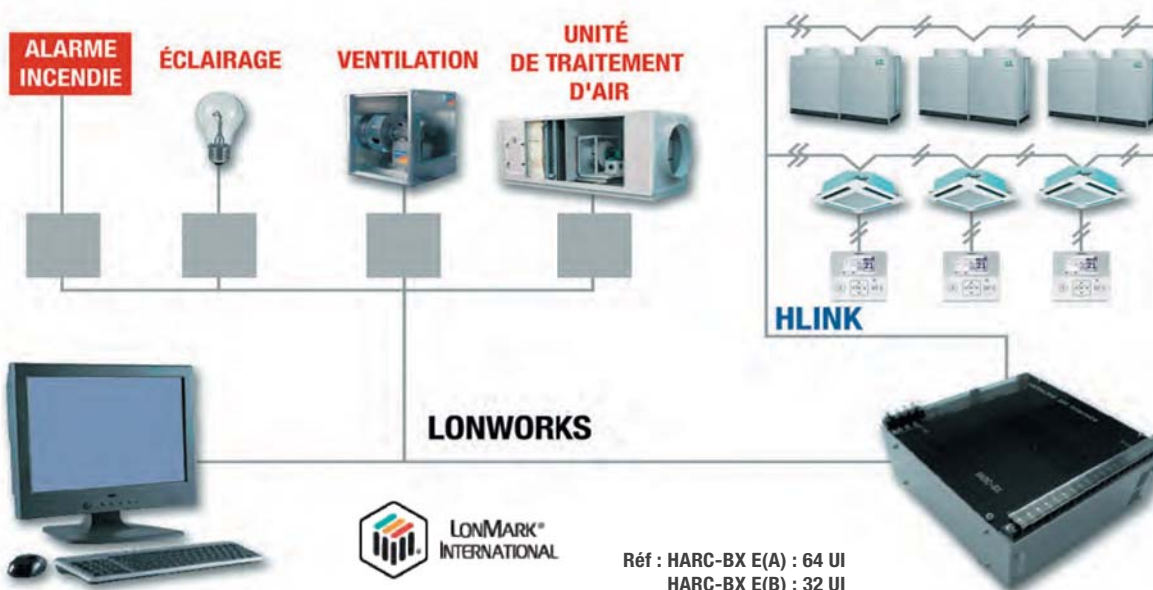 ALARME
INCENDIE
ÉCLAIRAGE
VENTILATION
UNITÉ
DE TRAITEMENT
D'AIR
HLINK
LONWORKS
LONMARK®
INTERNATIONAL
Réf : HARC-BX E(A) : 64 UI
HARC-BX E(B) : 32 UI